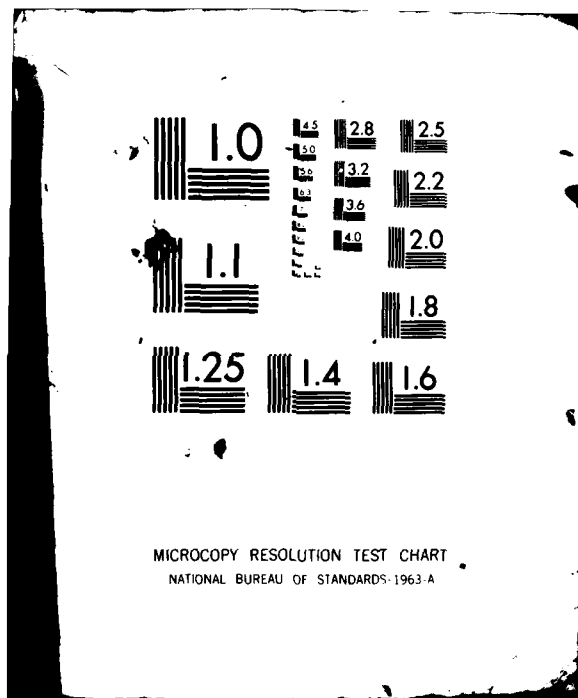 1.0
4.5 2.8 2.5
5.0
5.6 3.2 2.2
6.3
3.6
4.0 2.0
1.1
1.8
1.25 1.4 1.6
MICROCOPY RESOLUTION TEST CHART
NATIONAL BUREAU OF STANDARDS-1963-A